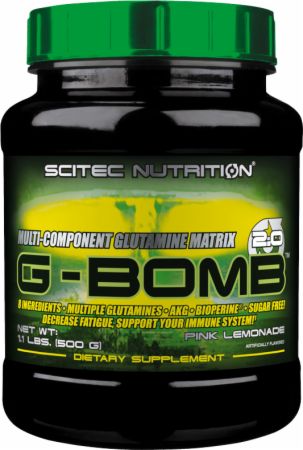 SCITEC NUTRITION®
MULTI-COMPONENT GLUTAMINE MATRIX
2.0
G-BOMB™
8 INGREDIENTS • MULTIPLE GLUTAMINES • AKG • BIOPERINE® • SUGAR FREE!
DECREASE FATIGUE, SUPPORT YOUR IMMUNE SYSTEM!
NET WT.
1.1 LBS. (500 G)
PINK LEMONADE
ARTIFICIALLY FLAVORED
DIETARY SUPPLEMENT